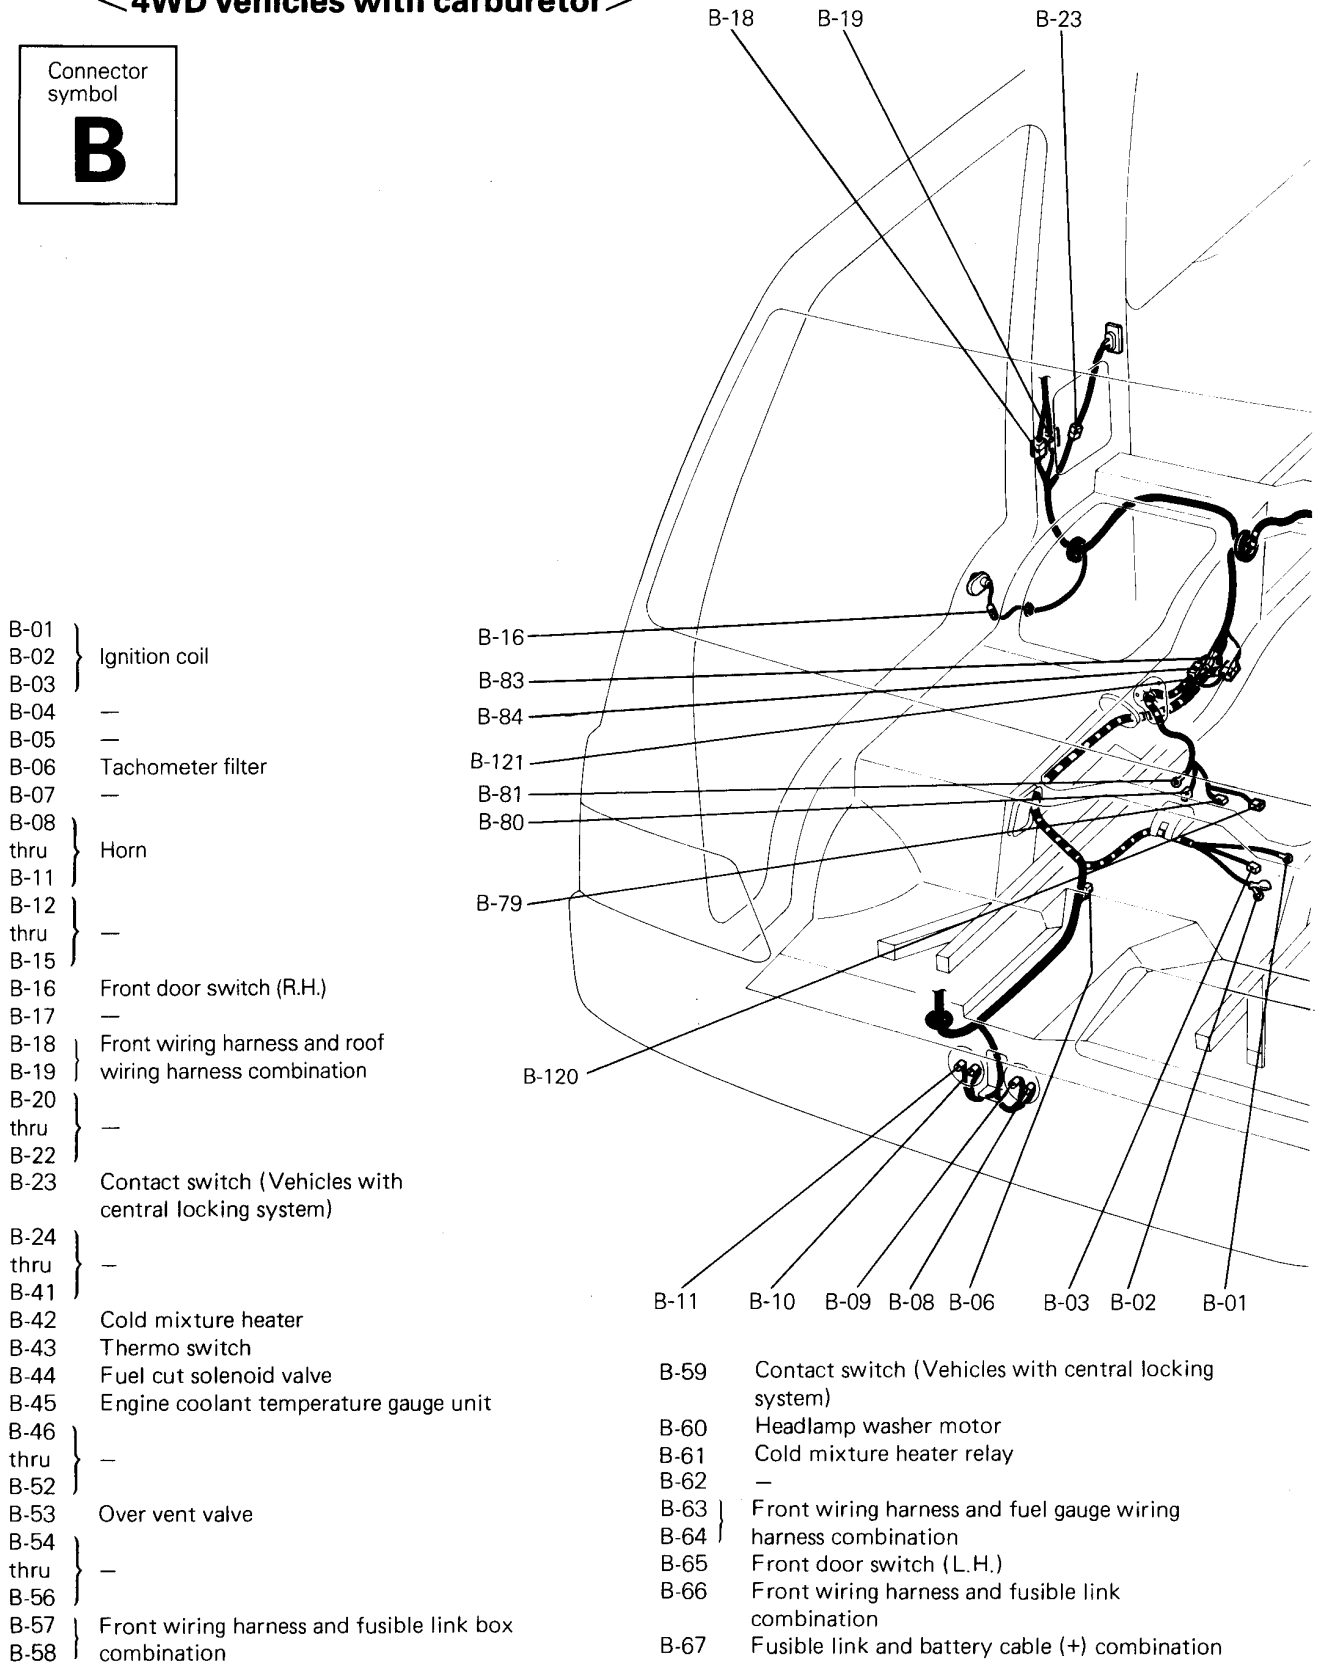 <4WD vehicles with carburetor>
B-18 B-19 B-23
Connector
symbol
B
B-01
B-02 Ignition coil
B-03
B-04 —
B-05 —
B-06 Tachometer filter
B-07 —
B-08
thru Horn
B-11
B-12
thru —
B-15
B-16 Front door switch (R.H.)
B-17 —
B-18 Front wiring harness and roof
B-19 wiring harness combination
B-20
thru —
B-22
B-23 Contact switch (Vehicles with
central locking system)
B-24
thru —
B-41
B-42 Cold mixture heater
B-43 Thermo switch
B-44 Fuel cut solenoid valve
B-45 Engine coolant temperature gauge unit
B-46
thru —
B-52
B-53 Over vent valve
B-54
thru —
B-56
B-57 Front wiring harness and fusible link box
B-58 combination
B-16
B-83
B-84
B-121
B-81
B-80
B-79
B-120
B-11 B-10 B-09 B-08 B-06 B-03 B-02 B-01
B-59 Contact switch (Vehicles with central locking
system)
B-60 Headlamp washer motor
B-61 Cold mixture heater relay
B-62 —
B-63 Front wiring harness and fuel gauge wiring
B-64 harness combination
B-65 Front door switch (L.H.)
B-66 Front wiring harness and fusible link
combination
B-67 Fusible link and battery cable (+) combination